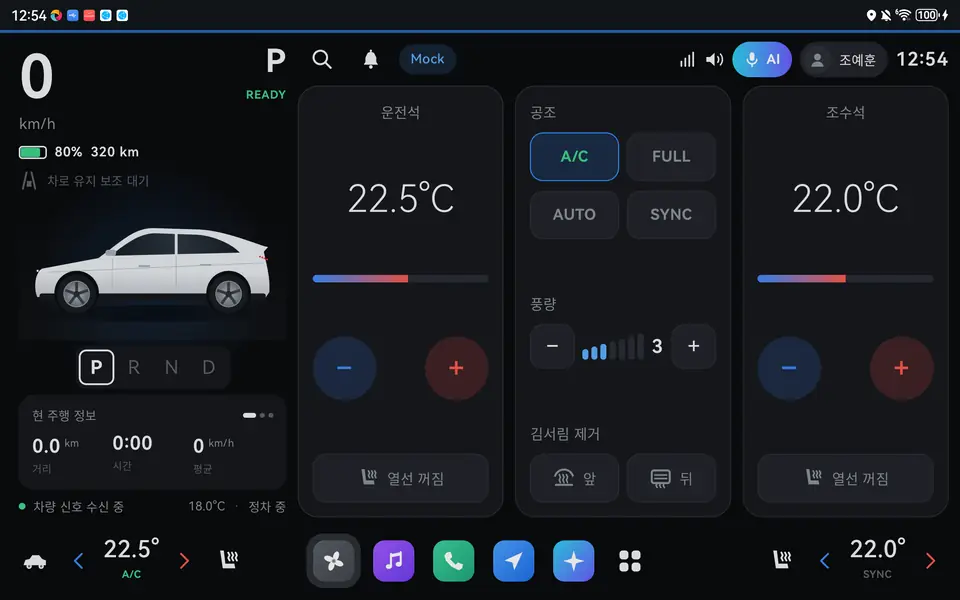 12:54
100
0
P
READY
km/h
80% 320 km
차로 유지 보조 대기
P R N D
현 주행 정보
0.0 km
0:00
0 km/h
거리
시간
평균
차량 신호 수신 중
18.0°C · 정차 중
Mock
AI
조예훈
12:54
운전석
22.5°C
−
+
열선 꺼짐
공조
A/C
FULL
AUTO
SYNC
풍량
−
3
+
김서림 제거
앞
뒤
조수석
22.0°C
−
+
열선 꺼짐
22.5°
A/C
22.0°
SYNC